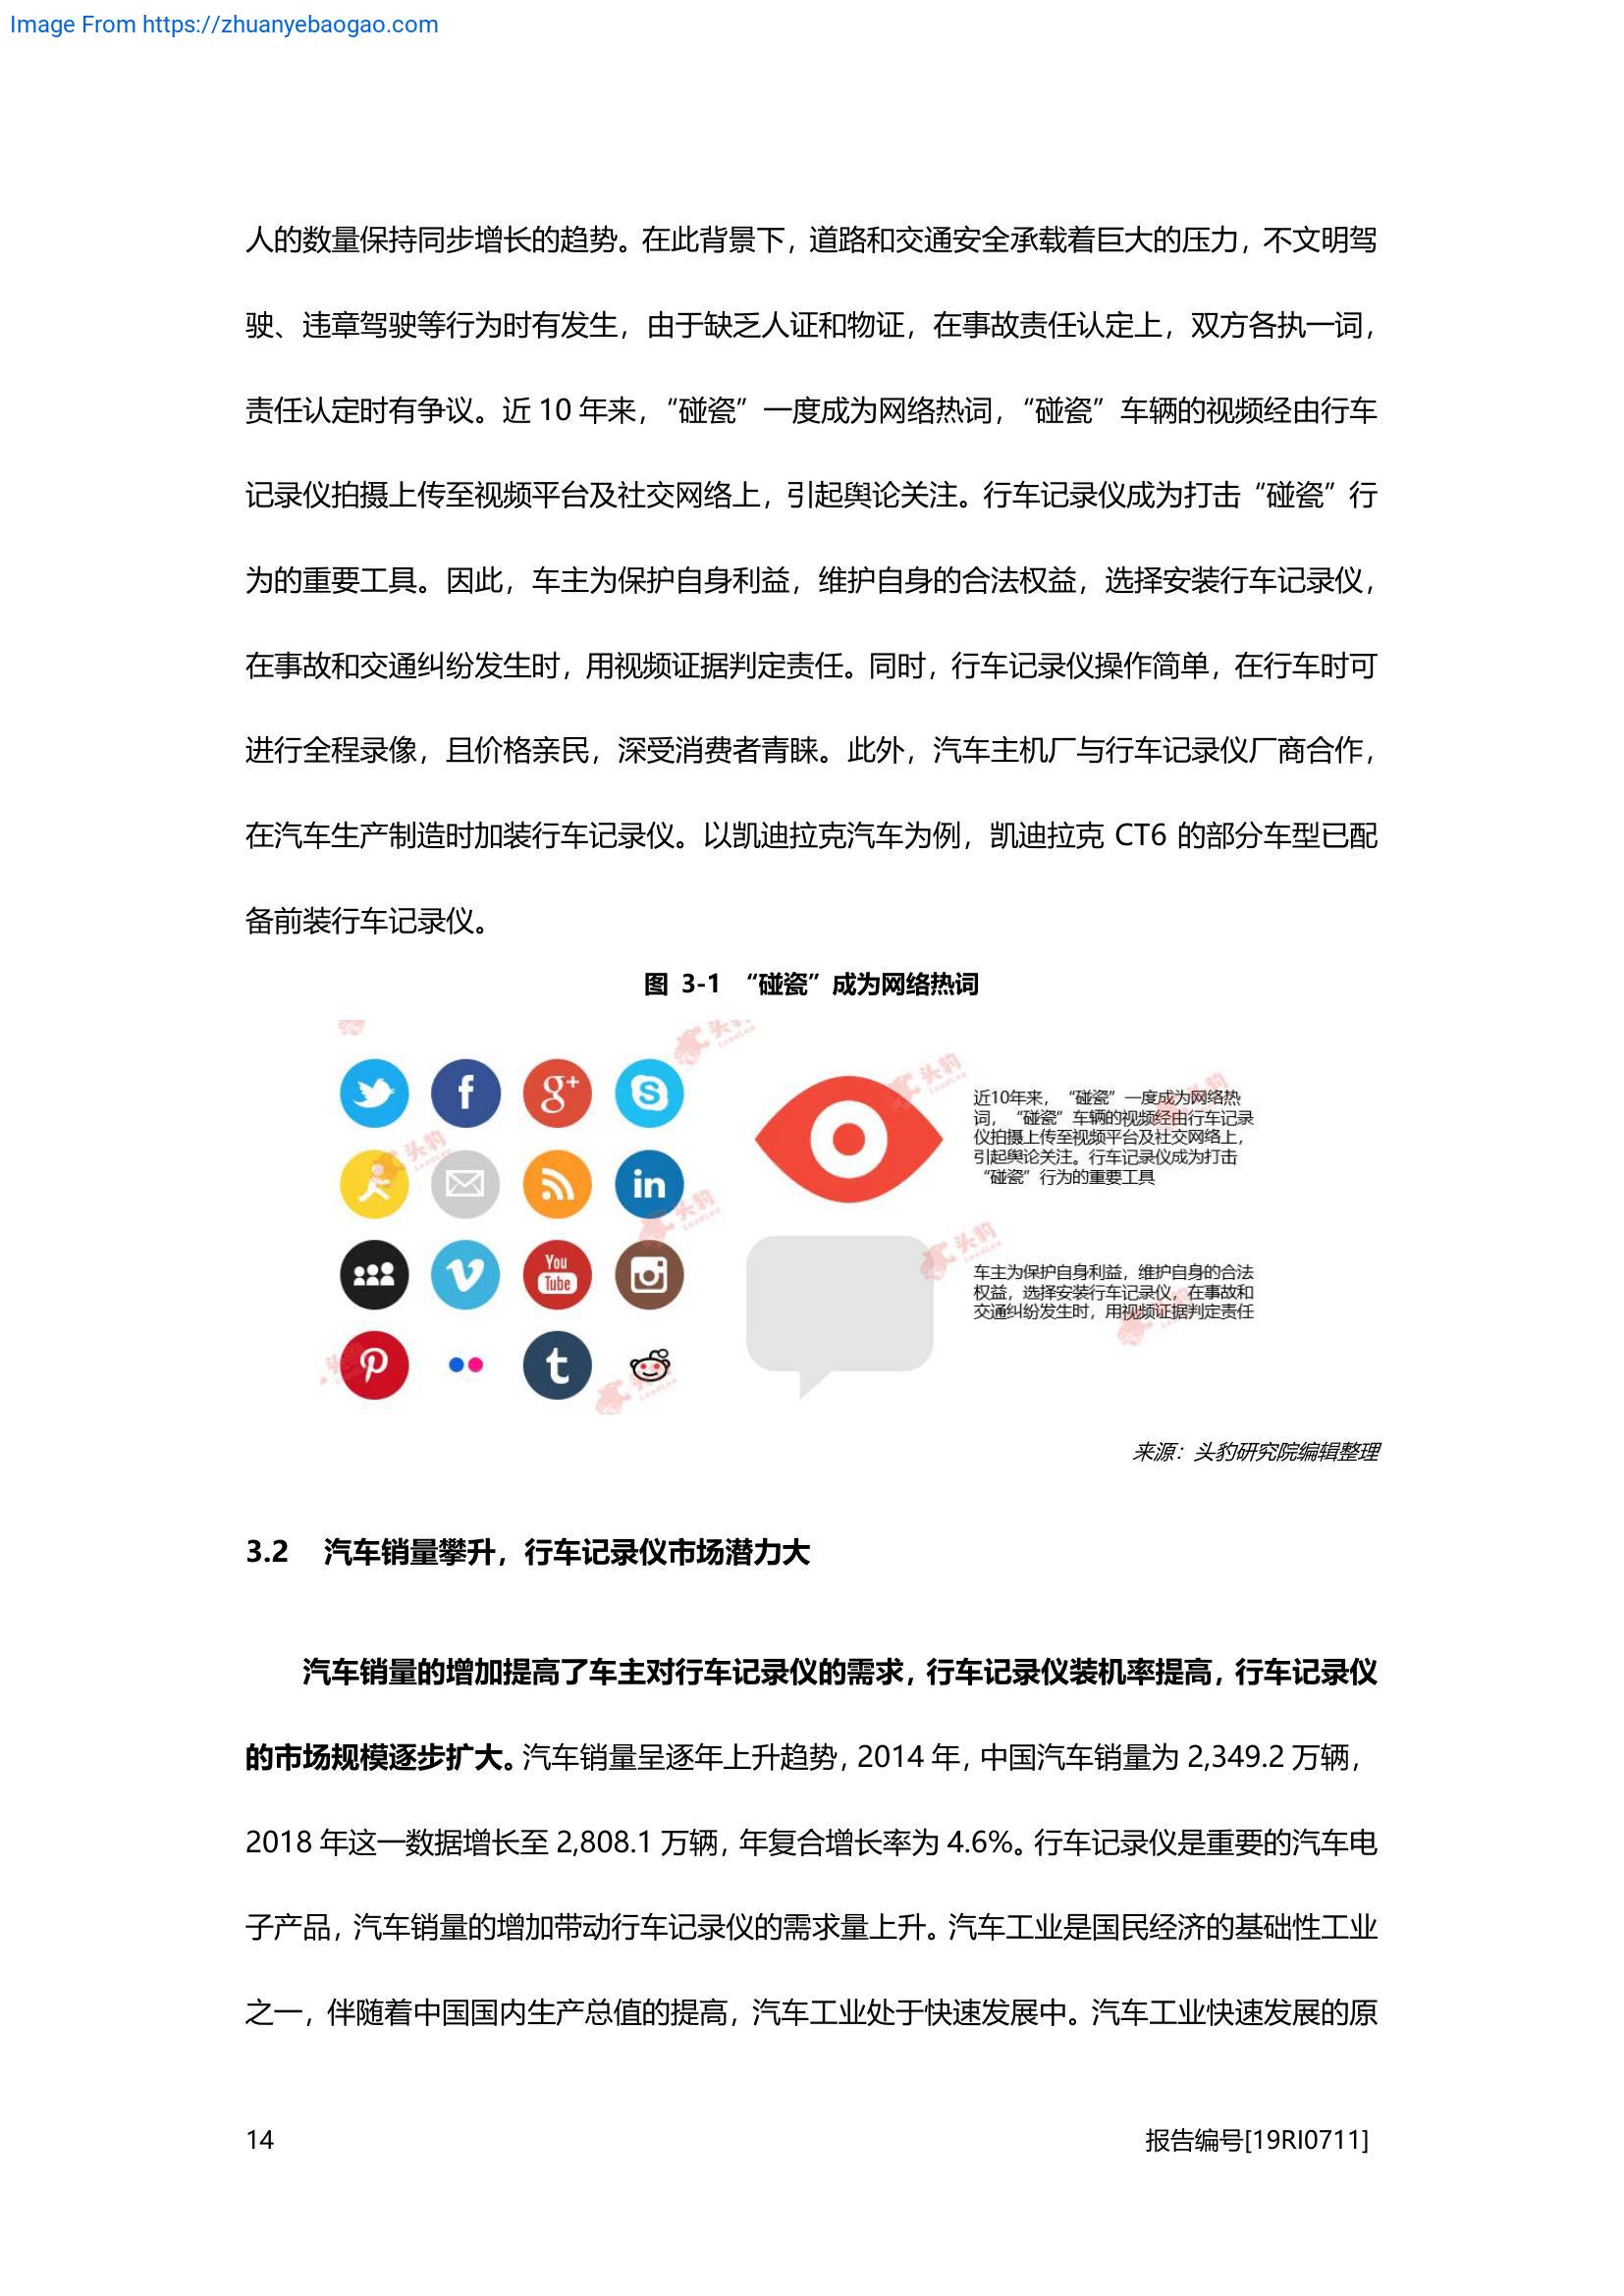 Image From https://zhuanyebaogao.com
人的数量保持同步增长的趋势。在此背景下，道路和交通安全承载着巨大的压力，不文明驾
驶、违章驾驶等行为时有发生，由于缺乏人证和物证，在事故责任认定上，双方各执一词，
责任认定时有争议。近 10 年来，“碰瓷”一度成为网络热词，“碰瓷”车辆的视频经由行车
记录仪拍摄上传至视频平台及社交网络上，引起舆论关注。行车记录仪成为打击“碰瓷”行
为的重要工具。因此，车主为保护自身利益，维护自身的合法权益，选择安装行车记录仪，
在事故和交通纠纷发生时，用视频证据判定责任。同时，行车记录仪操作简单，在行车时可
进行全程录像，且价格亲民，深受消费者青睐。此外，汽车主机厂与行车记录仪厂商合作，
在汽车生产制造时加装行车记录仪。以凯迪拉克汽车为例，凯迪拉克 CT6 的部分车型已配
备前装行车记录仪。
图 3-1 “碰瓷”成为网络热词
f g+ S
in
You
Tube
t
近10年来，“碰瓷”一度成为网络热
词，“碰瓷”车辆的视频经由行车记录
仪拍摄上传至视频平台及社交网络上，
引起舆论关注。行车记录仪成为打击
“碰瓷”行为的重要工具
车主为保护自身利益，维护自身的合法
权益，选择安装行车记录仪，在事故和
交通纠纷发生时，用视频证据判定责任
来源：头豹研究院编辑整理
3.2 汽车销量攀升，行车记录仪市场潜力大
汽车销量的增加提高了车主对行车记录仪的需求，行车记录仪装机率提高，行车记录仪
的市场规模逐步扩大。汽车销量呈逐年上升趋势，2014 年，中国汽车销量为 2,349.2 万辆，
2018 年这一数据增长至 2,808.1 万辆，年复合增长率为 4.6%。行车记录仪是重要的汽车电
子产品，汽车销量的增加带动行车记录仪的需求量上升。汽车工业是国民经济的基础性工业
之一，伴随着中国国内生产总值的提高，汽车工业处于快速发展中。汽车工业快速发展的原
14 报告编号[19RI0711]